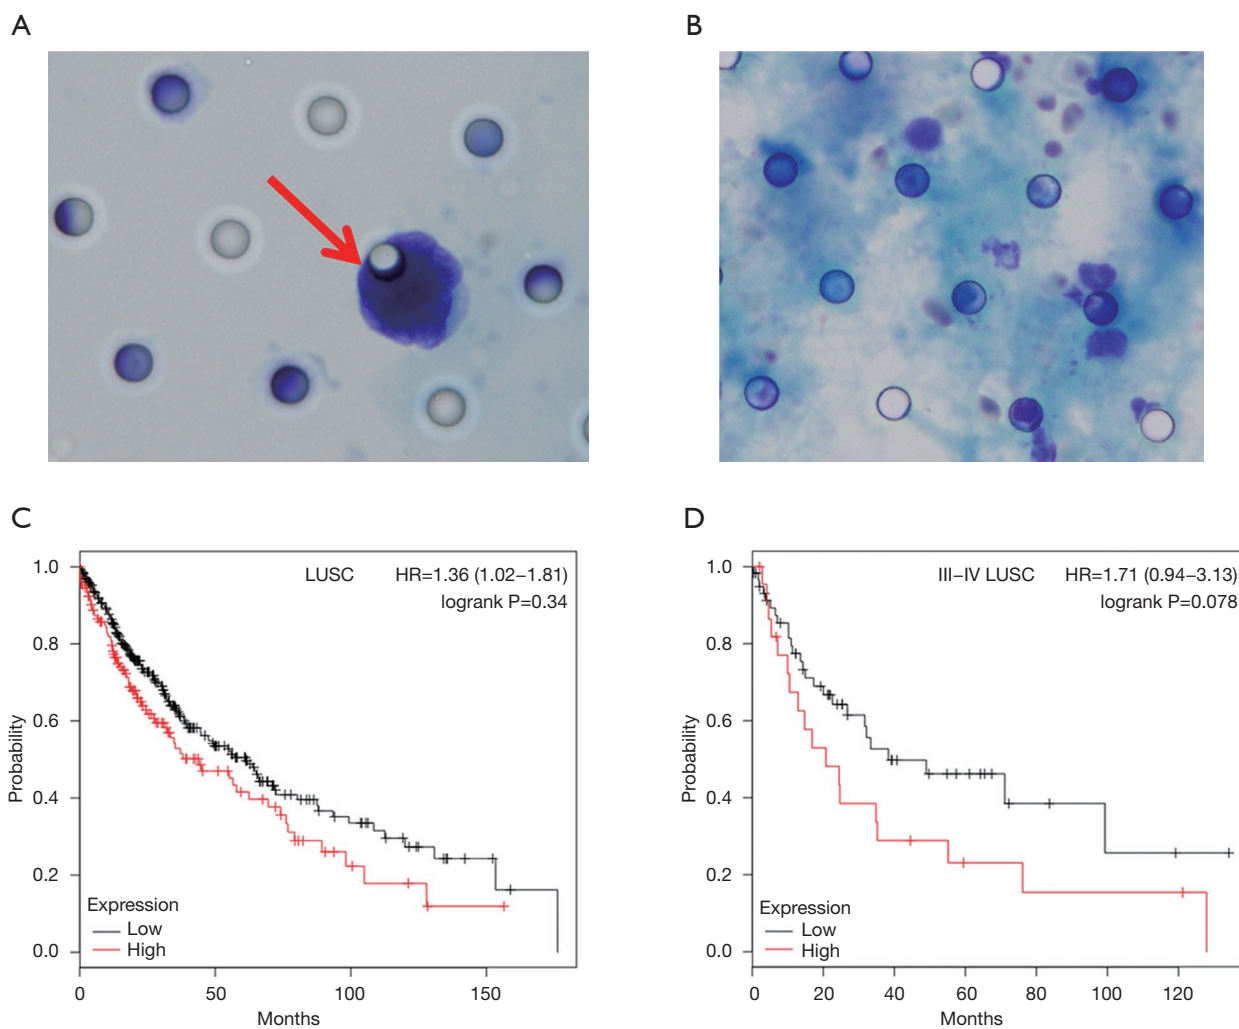 A
B
C
1.0
0.8
0.6
0.4
0.2
0.0
Probability
LUSC HR=1.36 (1.02–1.81)
logrank P=0.34
Expression
Low
High
0 50 100 150
Months
D
1.0
0.8
0.6
0.4
0.2
0.0
Probability
III–IV LUSC HR=1.71 (0.94–3.13)
logrank P=0.078
Expression
Low
High
0 20 40 60 80 100 120
Months